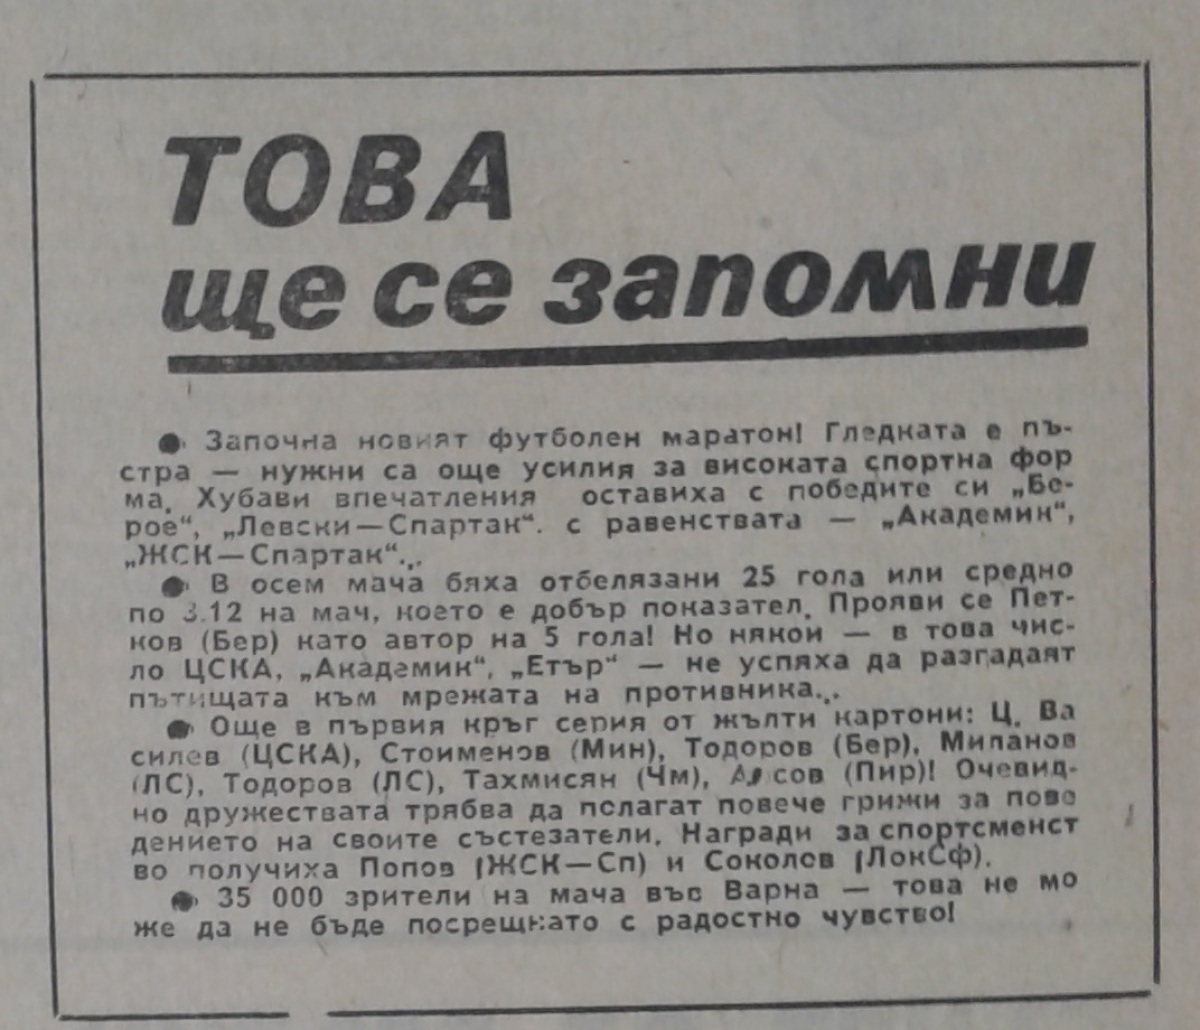 ТОВА
ще се запомни
● Започна новият футболен маратон! Гледката е пъ-
стра — нужни са още усилия за високата спортна фор
ма. Хубави впечатления оставиха с победите си „Бе-
рое“, „Левски—Спартак“. с равенствата — „Академик“,
„ЖСК—Спартак“...
● В осем мача бяха отбелязани 25 гола или средно
по 3.12 на мач, което е добър показател. Прояви се Пет-
ков (Бер) като автор на 5 гола! Но някои — в това чис-
ло ЦСКА, „Академик“, „Етър“ — не успяха да разгадаят
пътищата към мрежата на противника...
● Още в първия кръг серия от жълти картони: Ц. Ва
силев (ЦСКА), Стоименов (Мин), Тодоров (Бер), Миланов
(ЛС), Тодоров (ЛС), Тахмисян (Чм), (Пир)! Очевид-
но дружествата трябва да полагат повече грижи за пове
дението на своите състезатели. Награди за спортсменст
во получиха Попов (ЖСК—Сп) и Соколов (ЛокСф).
● 35 000 зрители на мача във Варна — това не мо
же да не бъде посрещнато с радостно чувство!